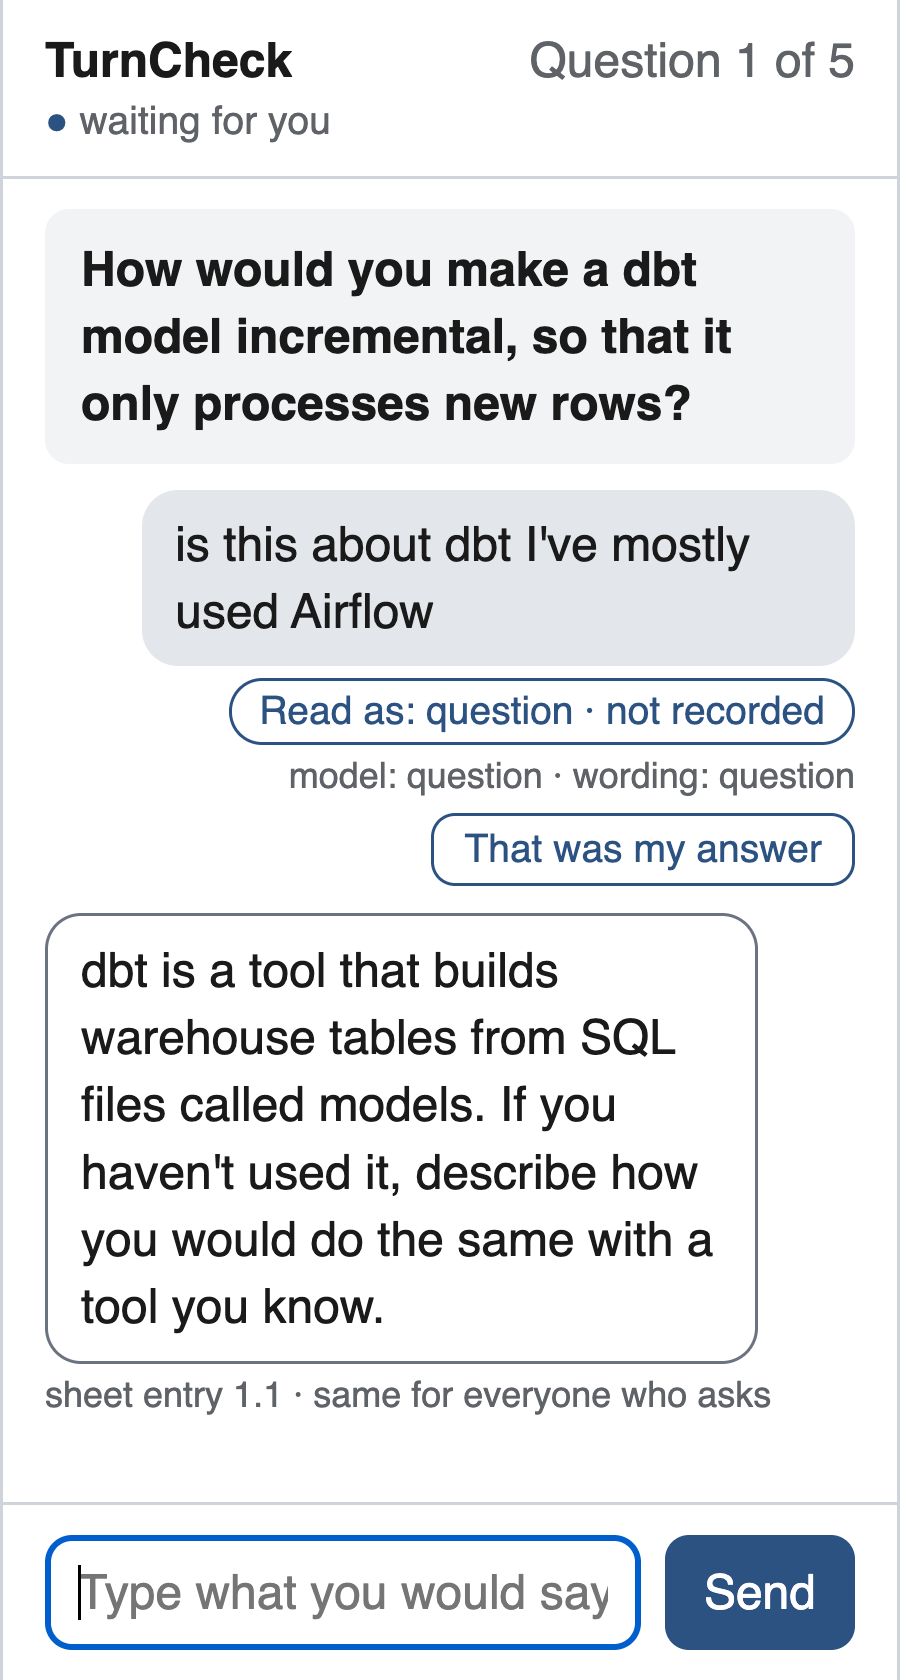 TurnCheck
Question 1 of 5
waiting for you
How would you make a dbt
model incremental, so that it
only processes new rows?
is this about dbt I've mostly
used Airflow
Read as: question · not recorded
model: question · wording: question
That was my answer
dbt is a tool that builds
warehouse tables from SQL
files called models. If you
haven't used it, describe how
you would do the same with a
tool you know.
sheet entry 1.1 · same for everyone who asks
Type what you would say
Send